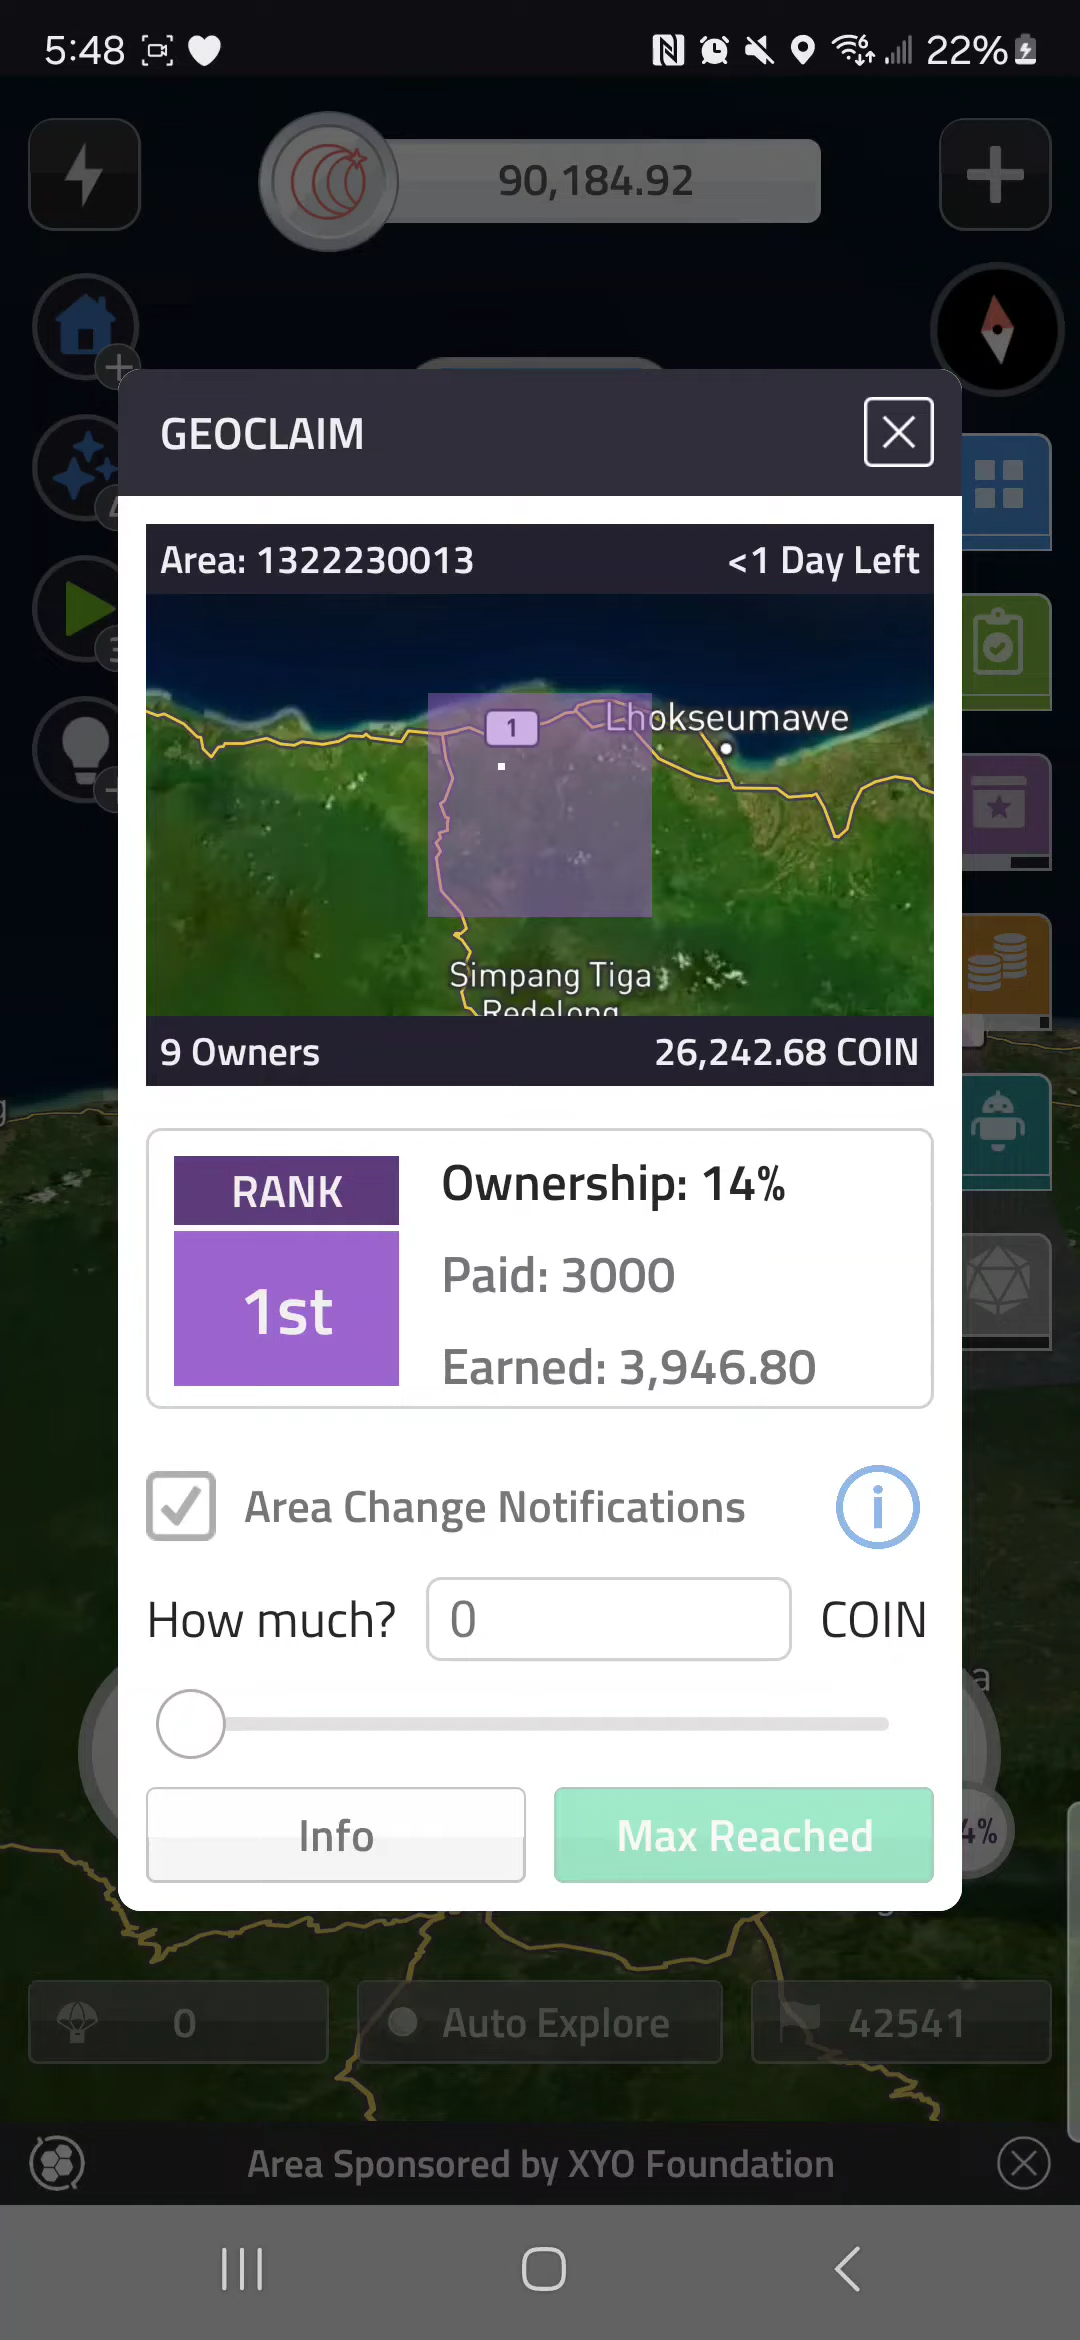 5:48
22%
90,184.92
GEOCLAIM
Area: 1322230013
<1 Day Left
1
Lhokseumawe
Simpang Tiga
Redelong
9 Owners
26,242.68 COIN
RANK
Ownership: 14%
1st
Paid: 3000
Earned: 3,946.80
Area Change Notifications
How much?
0
COIN
Info
Max Reached
0
Auto Explore
42541
Area Sponsored by XYO Foundation